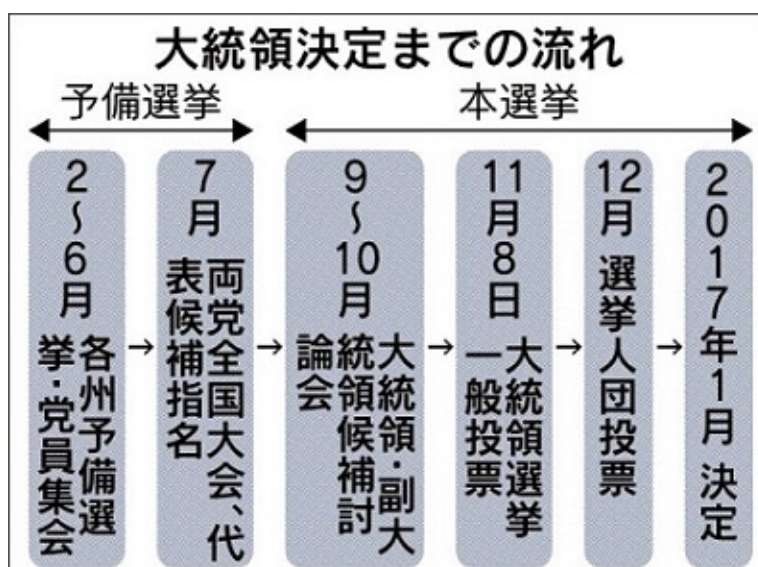 大統領決定までの流れ
予備選挙
本選挙
2～6月
各州予備選
挙・党員集会
→
7月
両党全国大会、代
表候補指名
→
9～10月
大統領・副大
統領候補討
論会
→
11月8日
大統領選挙
一般投票
→
12月 選挙人団投票
→
2017年1月 決定